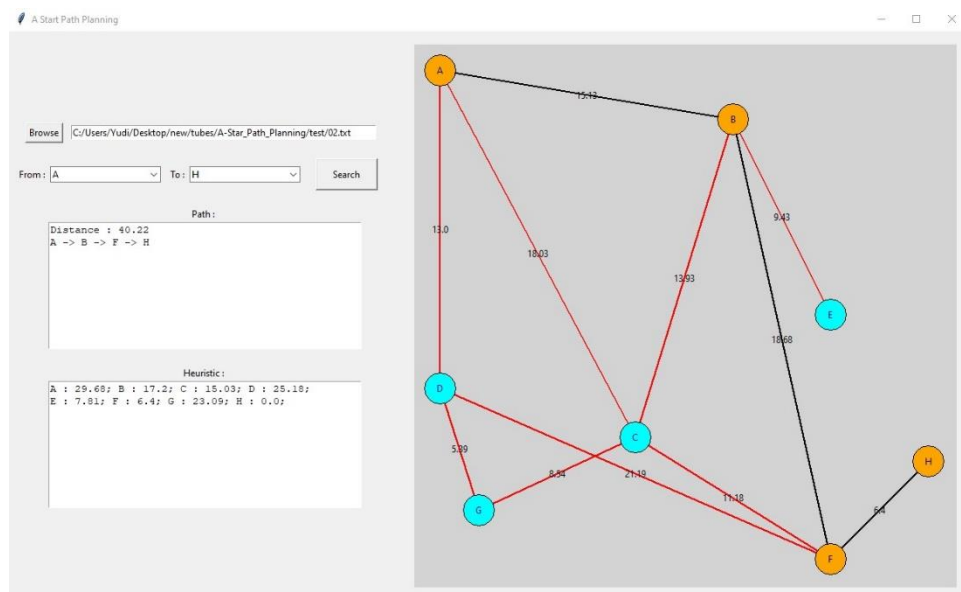 A Start Path Planning
Browse C:/Users/Yudi/Desktop/new/tubes/A-Star_Path_Planning/test/02.txt
From : A To : H Search
Path :
Distance : 40.22
A -> B -> F -> H
Heuristic :
A : 29.68; B : 17.2; C : 15.03; D : 25.18;
E : 7.81; F : 6.4; G : 23.09; H : 0.0;
A
15.13
B
9.43
13.0
18.03
13.93
E
18.68
D
C
H
5.39
8.54
21.19
11.18
G
6.4
F